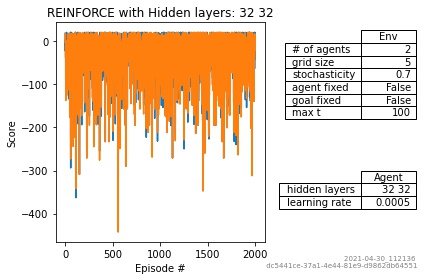 REINFORCE with Hidden layers: 32 32
Score
0
−100
−200
−300
−400
0 500 1000 1500 2000
Episode #
Env
# of agents 2
grid size 5
stochasticity 0.7
agent fixed False
goal fixed False
max t 100
Agent
hidden layers 32 32
learning rate 0.0005
2021-04-30_112136
dc5441ce-37a1-4e44-81e9-d9862db64551